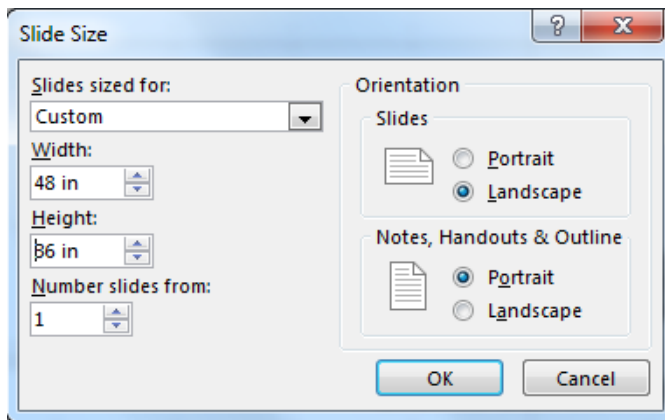 Slide Size
Slides sized for:
Custom
Width:
48 in
Height:
36 in
Number slides from:
1
Orientation
Slides
Portrait
Landscape
Notes, Handouts & Outline
Portrait
Landscape
OK
Cancel